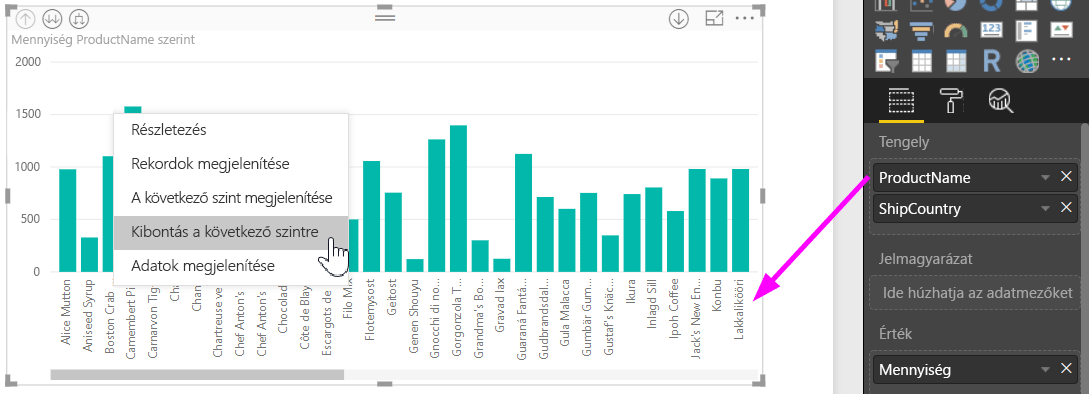 Mennyiség ProductName szerint
2000
1500
1000
500
0
Részletezés
Rekordok megjelenítése
A következő szint megjelenítése
Kibontás a következő szintre
Adatok megjelenítése
Alice Mutton
Aniseed Syrup
Boston Crab
Camembert Pi
Carnarvon Tig
Cha
Chan
Chartreuse ve
Chef Anton's
Chef Anton's
Chocolad
Côte de Blay
Escargots de
Filo Mix
Flotemysost
Geitost
Genen Shouyu
Gnocchi di no...
Gorgonzola T...
Grandma's Bo...
Gravad lax
Guaraná Fantá...
Gudbrandsdal...
Gula Malacca
Gumbär Gum...
Gustaf's Knäc...
Ikura
Inlagd Sill
Ipoh Coffee
Jack's New En...
Konbu
Lakkalikööri
123
R
Tengely
ProductName
ShipCountry
Jelmagyarázat
Ide húzhatja az adatmezőket
Érték
Mennyiség